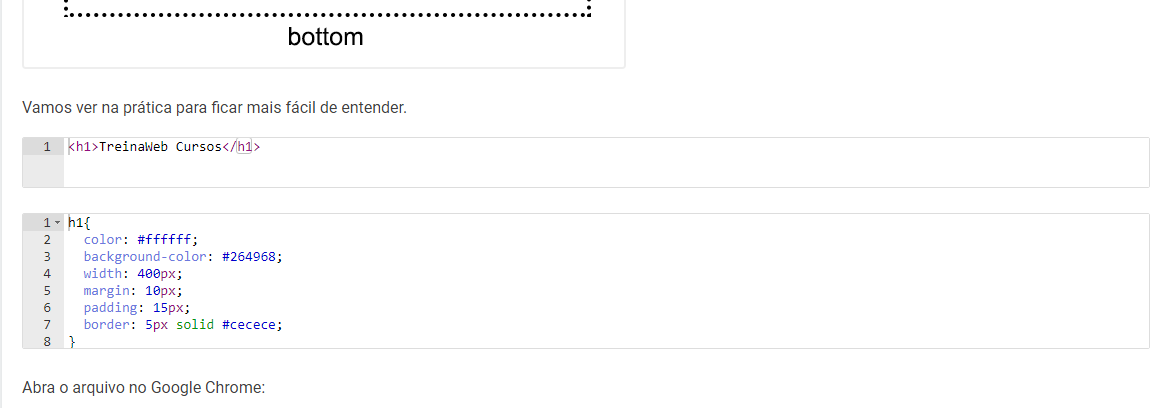 bottom
Vamos ver na prática para ficar mais fácil de entender.
1 <h1>TreinaWeb Cursos</h1>
1 h1{
2 color: #ffffff;
3 background-color: #264968;
4 width: 400px;
5 margin: 10px;
6 padding: 15px;
7 border: 5px solid #cecece;
8 }
Abra o arquivo no Google Chrome: